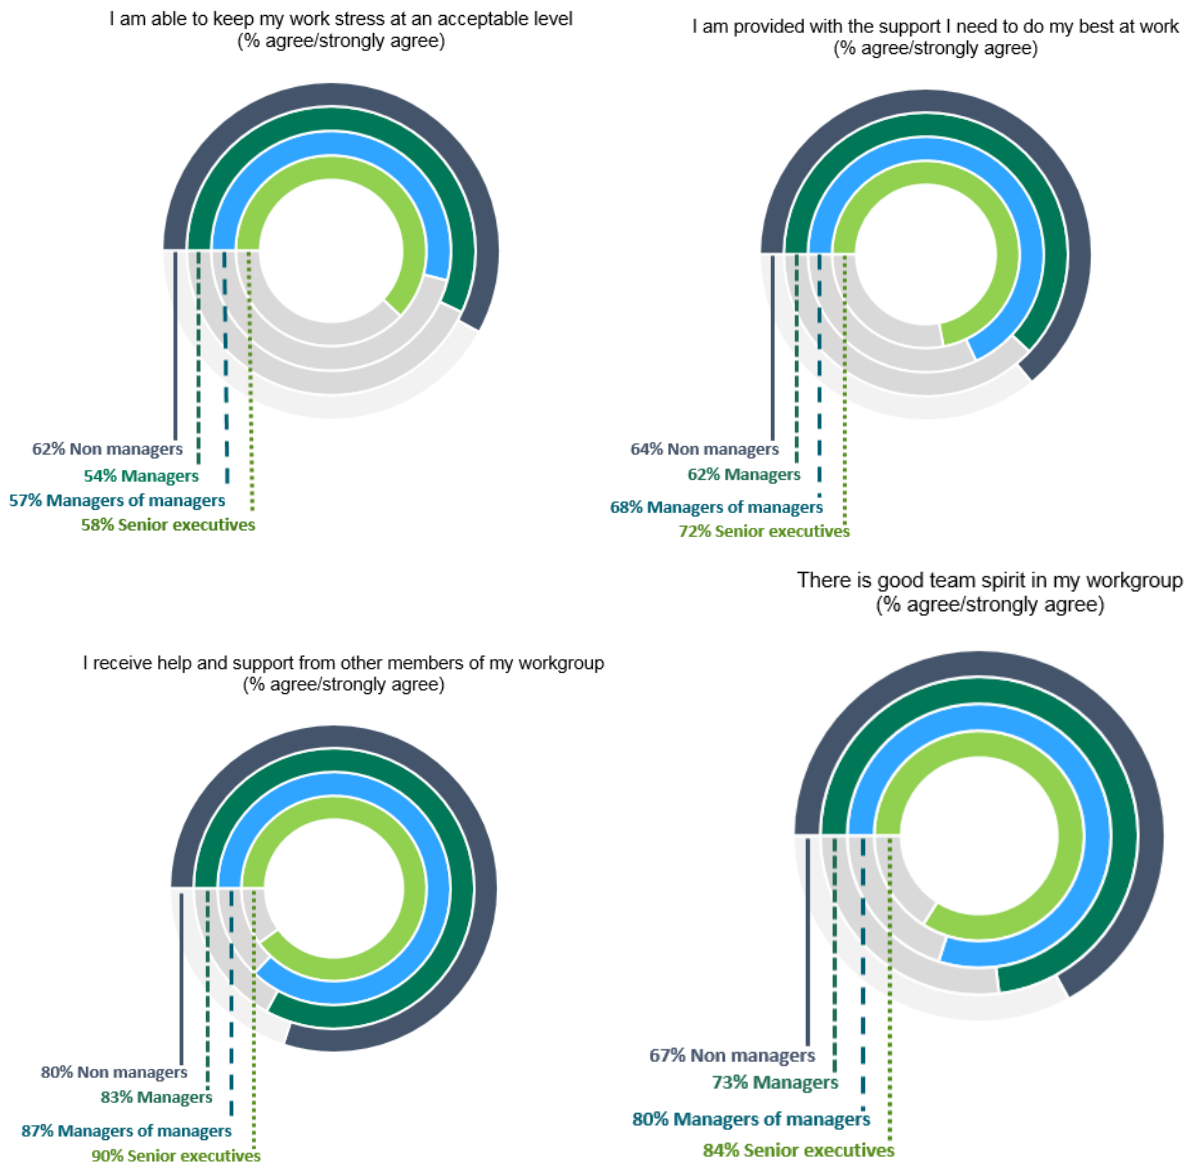 I am able to keep my work stress at an acceptable level
(% agree/strongly agree)
62% Non managers
54% Managers
57% Managers of managers
58% Senior executives
I am provided with the support I need to do my best at work
(% agree/strongly agree)
64% Non managers
62% Managers
68% Managers of managers
72% Senior executives
I receive help and support from other members of my workgroup
(% agree/strongly agree)
80% Non managers
83% Managers
87% Managers of managers
90% Senior executives
There is good team spirit in my workgroup
(% agree/strongly agree)
67% Non managers
73% Managers
80% Managers of managers
84% Senior executives